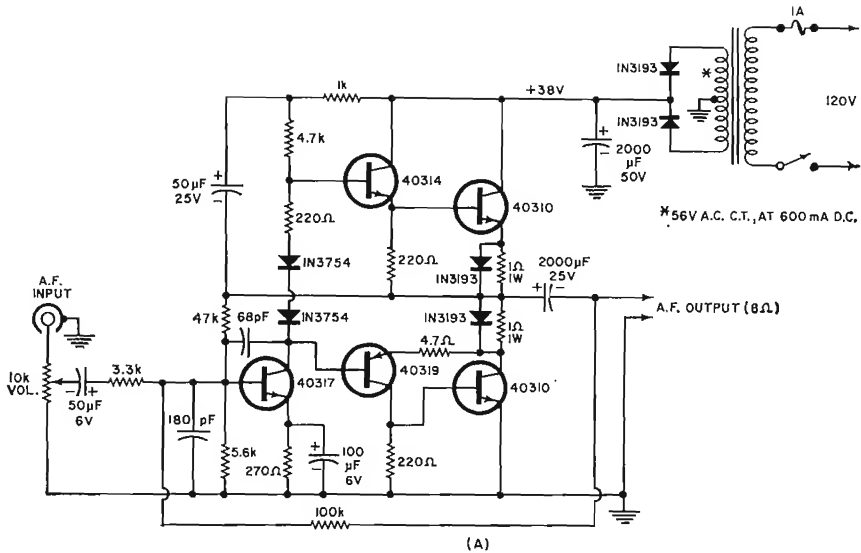 1A
1N3193
*
120V
1k
+38V
4.7k
1N3193
+
2000
μF
50V
-
40314
+
50μF
25V
-
220Ω
40310
*56V A.C. C.T., AT 600mA D.C.
1N3754
220Ω
1N3193
1Ω
1W
2000μF
25V
+ -
A.F.
INPUT
A.F. OUTPUT (8Ω)
47k
68pF
1N3754
1N3193
1Ω
1W
4.7Ω
40319
10k
VOL.
3.3k
- +
50μF
6V
40317
40310
180 pF
5.6k
270Ω
+
-
100
μF
6V
220Ω
100k
(A)